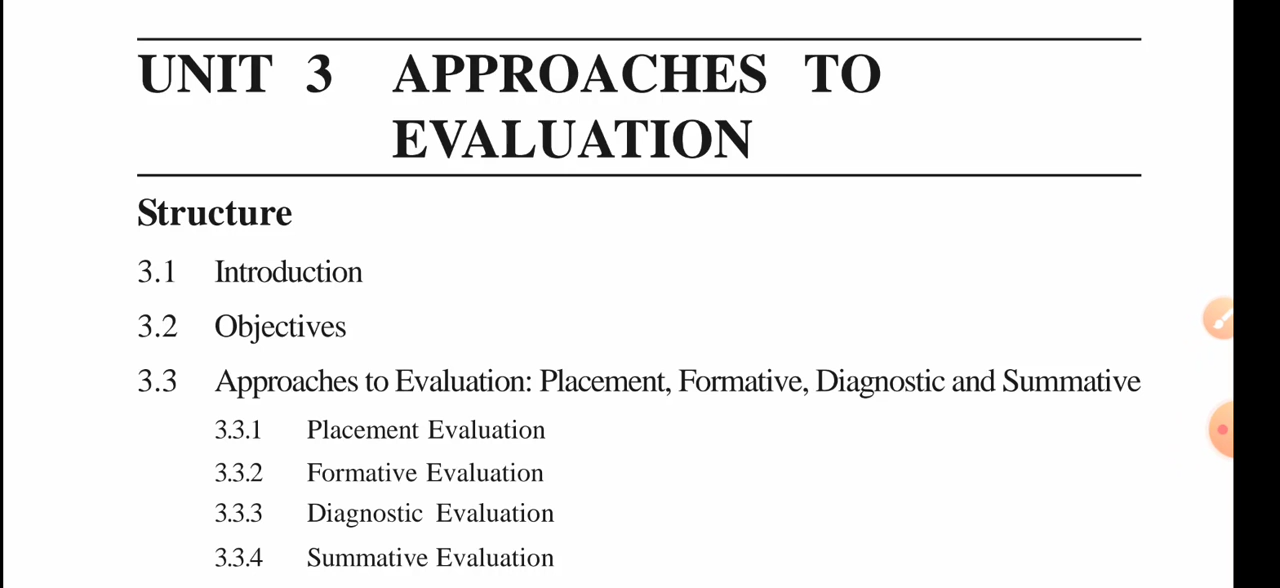 UNIT 3 APPROACHES TO
EVALUATION
Structure
3.1 Introduction
3.2 Objectives
3.3 Approaches to Evaluation: Placement, Formative, Diagnostic and Summative
3.3.1 Placement Evaluation
3.3.2 Formative Evaluation
3.3.3 Diagnostic Evaluation
3.3.4 Summative Evaluation